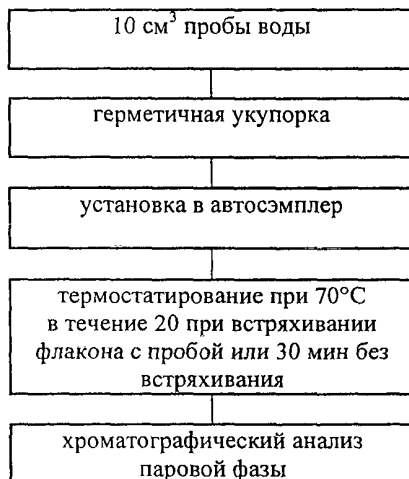 10 см³ пробы воды
герметичная укупорка
установка в автосэмплер
термостатирование при 70°С
в течение 20 при встряхивании
флакона с пробой или 30 мин без
встряхивания
хроматографический анализ
паровой фазы